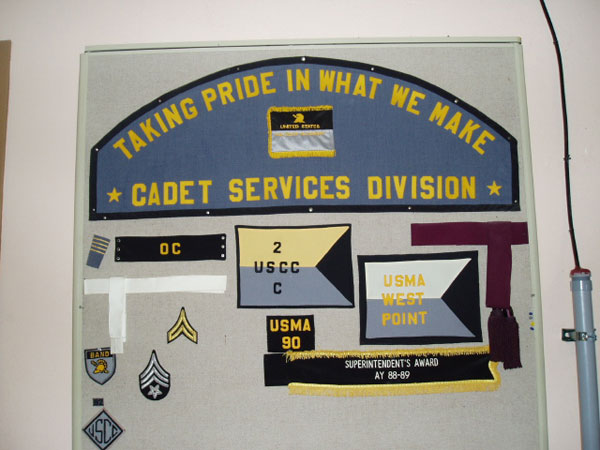 TAKING PRIDE IN WHAT WE MAKE
UNITED STATES
CADET SERVICES DIVISION
OC
2
USCC
C
USMA
WEST
POINT
USMA
90
SUPERINTENDENT'S AWARD
AY 88-89
BAND
USCC